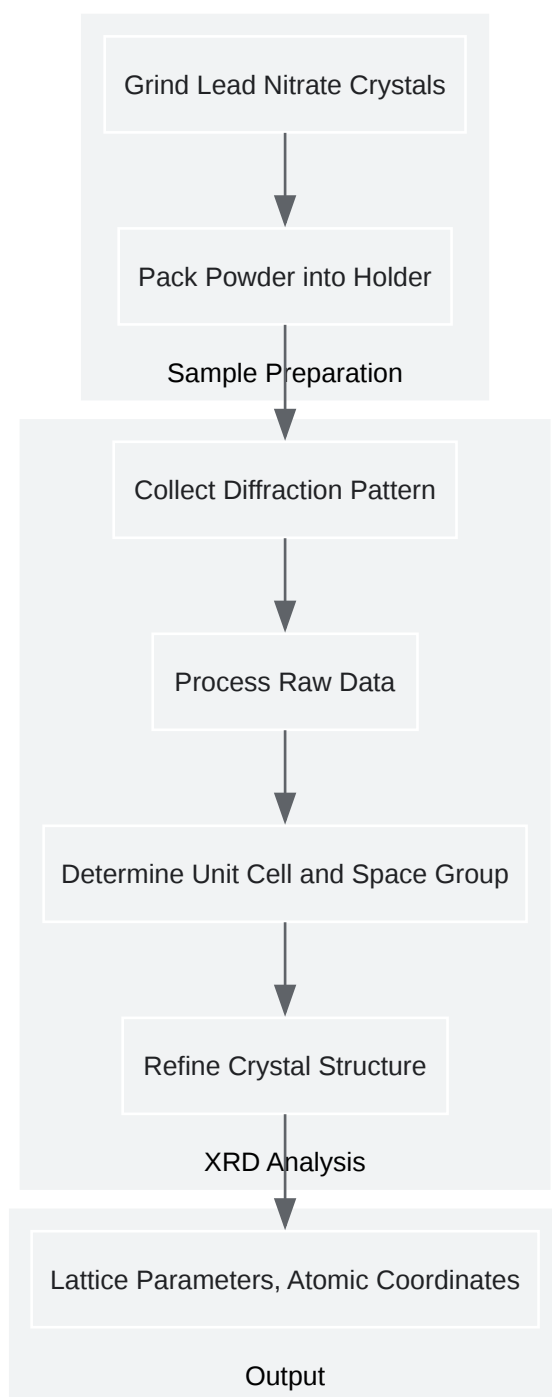 Grind Lead Nitrate Crystals
Pack Powder into Holder
Sample Preparation
Collect Diffraction Pattern
Process Raw Data
Determine Unit Cell and Space Group
Refine Crystal Structure
XRD Analysis
Lattice Parameters, Atomic Coordinates
Output